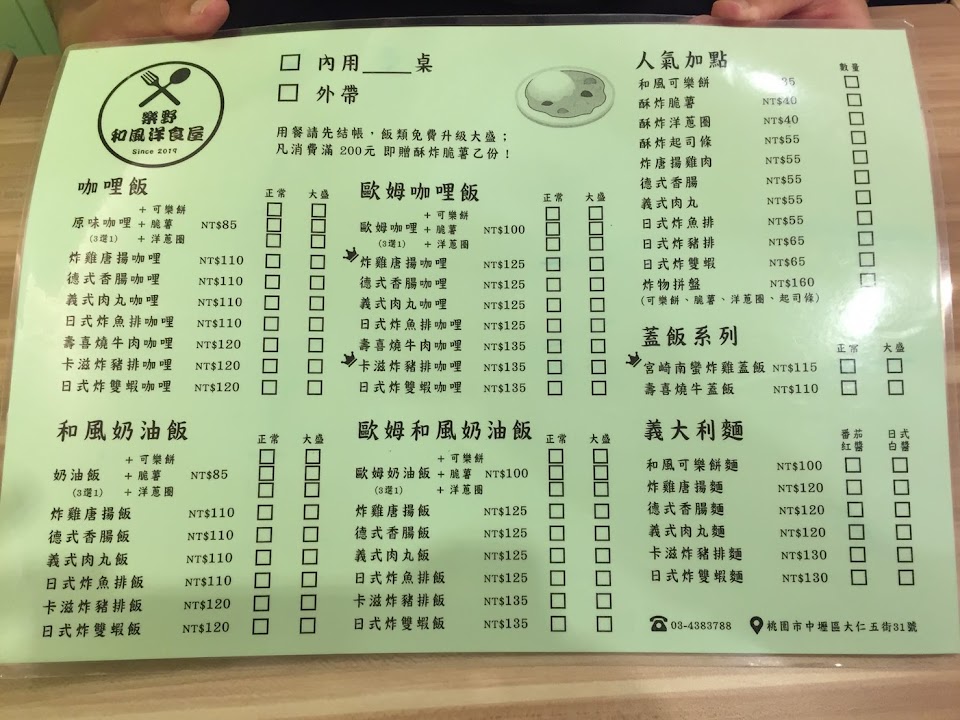 樂野
和風洋食屋
Since 2019
□ 內用____桌
□ 外帶
用餐請先結帳，飯類免費升級大盛；
凡消費滿 200元 即贈酥炸脆薯乙份！
咖哩飯 正常 大盛
+ 可樂餅
原味咖哩 + 脆薯 NT$85
(3選1) + 洋蔥圈
炸雞唐揚咖哩 NT$110
德式香腸咖哩 NT$110
義式肉丸咖哩 NT$110
日式炸魚排咖哩 NT$110
壽喜燒牛肉咖哩 NT$120
卡滋炸豬排咖哩 NT$120
日式炸雙蝦咖哩 NT$120
歐姆咖哩飯 正常 大盛
+ 可樂餅
歐姆咖哩 + 脆薯 NT$100
(3選1) + 洋蔥圈
炸雞唐揚咖哩 NT$125
德式香腸咖哩 NT$125
義式肉丸咖哩 NT$125
日式炸魚排咖哩 NT$125
壽喜燒牛肉咖哩 NT$135
卡滋炸豬排咖哩 NT$135
日式炸雙蝦咖哩 NT$135
和風奶油飯 正常 大盛
+ 可樂餅
奶油飯 + 脆薯 NT$85
(3選1) + 洋蔥圈
炸雞唐揚飯 NT$110
德式香腸飯 NT$110
義式肉丸飯 NT$110
日式炸魚排飯 NT$110
卡滋炸豬排飯 NT$120
日式炸雙蝦飯 NT$120
歐姆和風奶油飯 正常 大盛
+ 可樂餅
歐姆奶油飯 + 脆薯 NT$100
(3選1) + 洋蔥圈
炸雞唐揚飯 NT$125
德式香腸飯 NT$125
義式肉丸飯 NT$125
日式炸魚排飯 NT$125
卡滋炸豬排飯 NT$135
日式炸雙蝦飯 NT$135
人氣加點 數量
和風可樂餅
酥炸脆薯 NT$40
酥炸洋蔥圈 NT$40
酥炸起司條 NT$55
炸唐揚雞肉 NT$55
德式香腸 NT$55
義式肉丸 NT$55
日式炸魚排 NT$55
日式炸豬排 NT$65
日式炸雙蝦 NT$65
炸物拼盤 NT$160
(可樂餅、脆薯、洋蔥圈、起司條)
蓋飯系列 正常 大盛
宮崎南蠻炸雞蓋飯 NT$115
壽喜燒牛蓋飯 NT$110
義大利麵 番茄紅醬 日式白醬
和風可樂餅麵 NT$100
炸雞唐揚麵 NT$120
德式香腸麵 NT$120
義式肉丸麵 NT$120
卡滋炸豬排麵 NT$130
日式炸雙蝦麵 NT$130
03-4383788 桃園市中壢區大仁五街31號